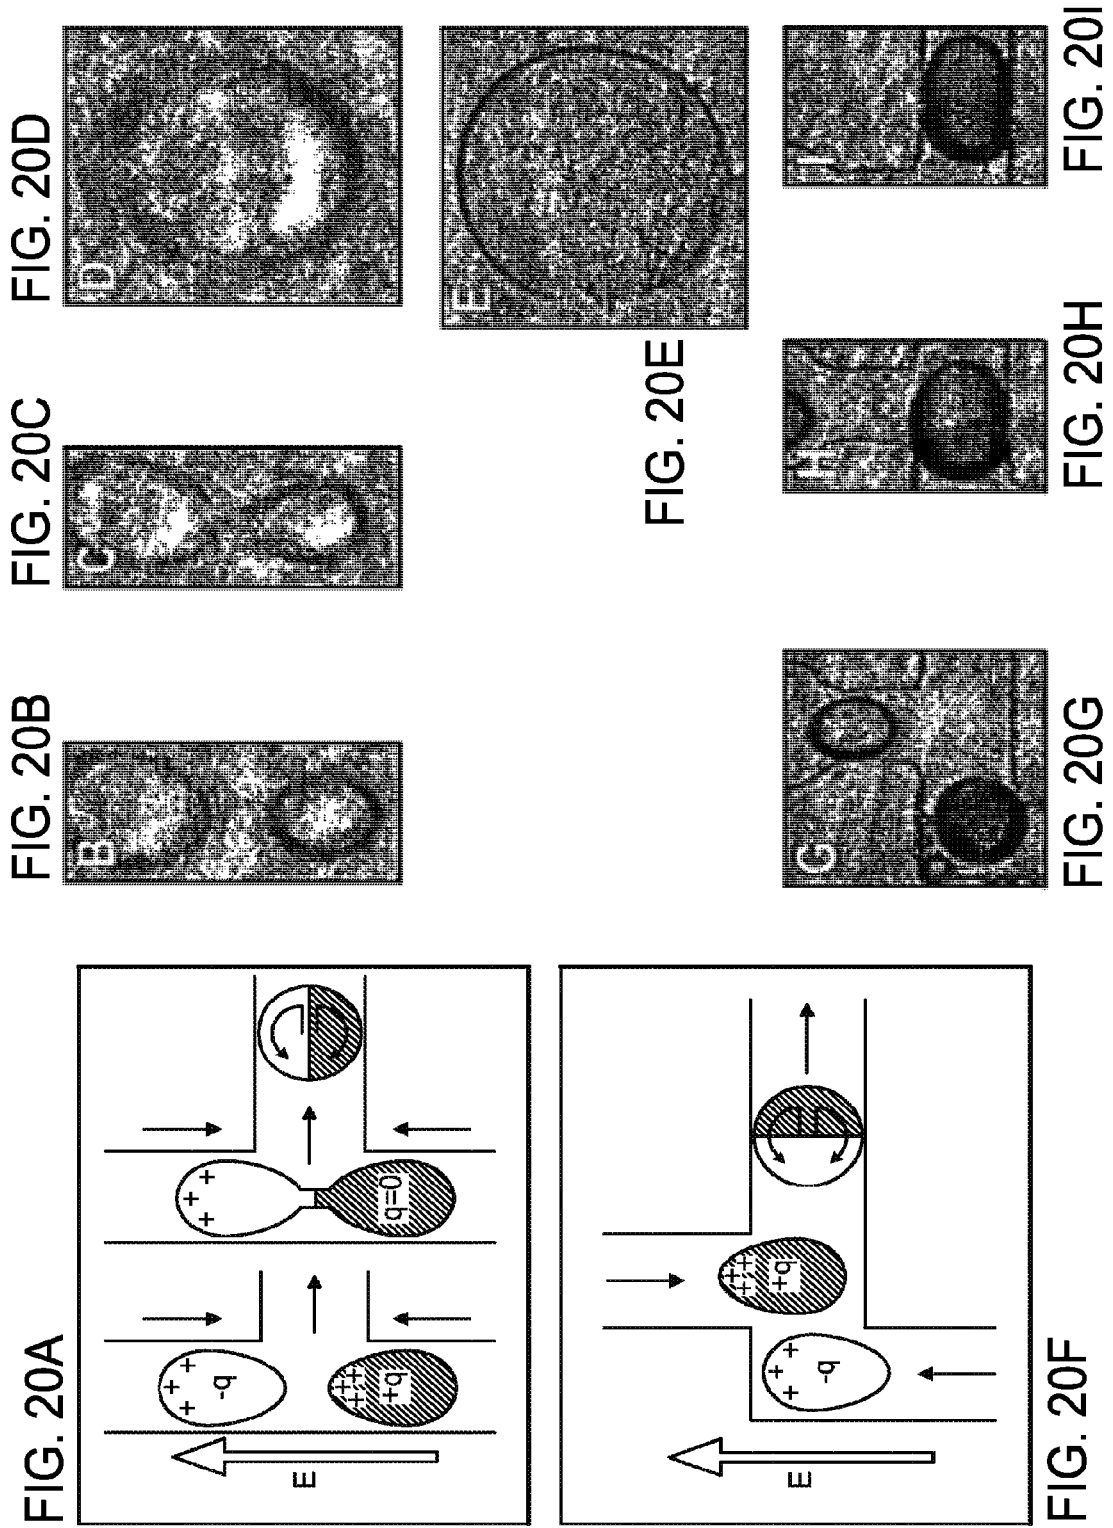 FIG. 20A
E
+ + +
-q
+ + + + +
+q
+ + +
q=0
FIG. 20B
B
FIG. 20C
C
FIG. 20D
D
FIG. 20E
E
FIG. 20F
E
+ + +
-q
+ + + + +
+q
FIG. 20G
G
FIG. 20H
H
FIG. 20I
I